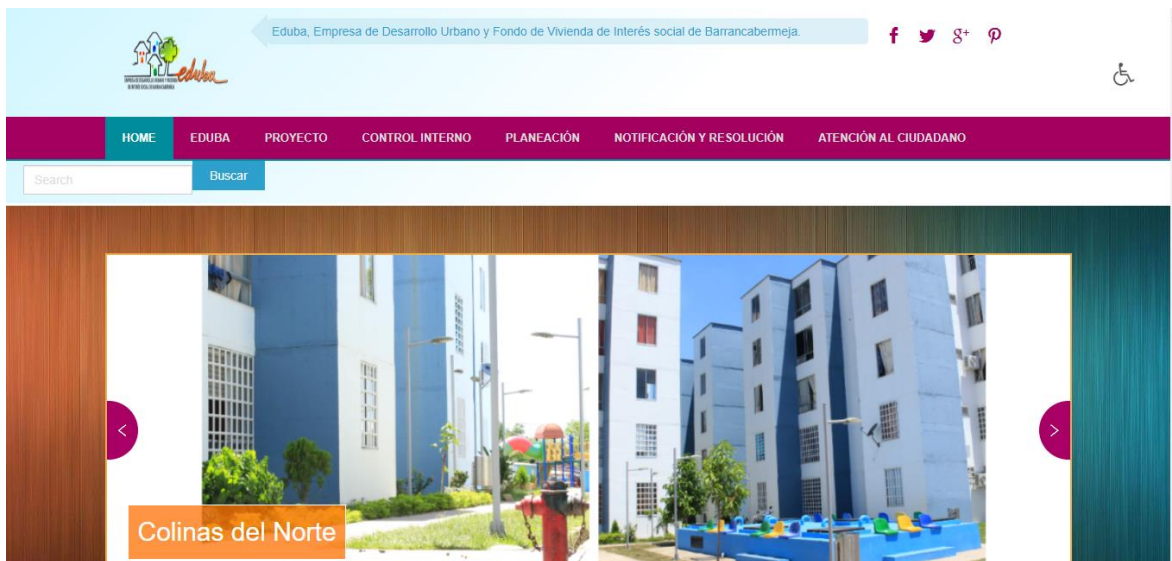 Eduba, Empresa de Desarrollo Urbano y Fondo de Vivienda de Interés social de Barrancabermeja.
eduba
HOME EDUBA PROYECTO CONTROL INTERNO PLANEACIÓN NOTIFICACIÓN Y RESOLUCIÓN ATENCIÓN AL CIUDADANO
Search Buscar
Colinas del Norte